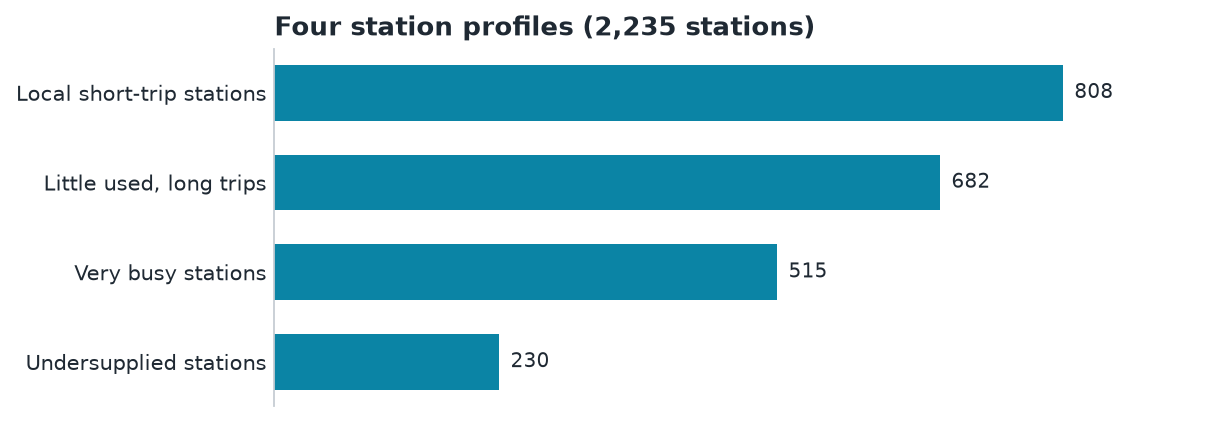 Four station profiles (2,235 stations)
Local short-trip stations 808
Little used, long trips 682
Very busy stations 515
Undersupplied stations 230